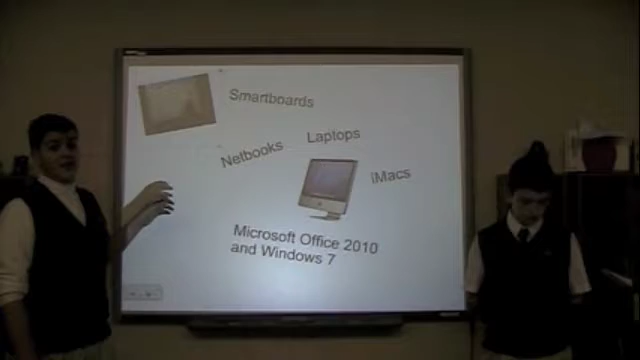 Smartboards
Laptops
Netbooks
iMacs
Microsoft Office 2010
and Windows 7